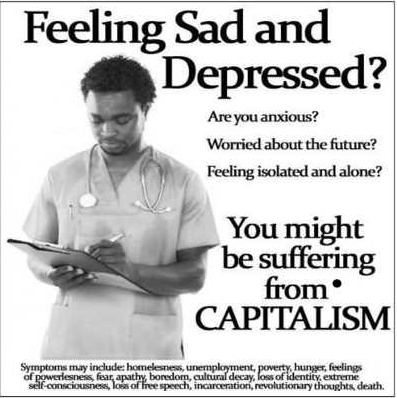 Feeling Sad and
Depressed?
Are you anxious?
Worried about the future?
Feeling isolated and alone?
You might
be suffering
from•
CAPITALISM
Symptoms may include: homelesness, unemployment, poverty, hunger, feelings
of powerlesness, fear, apathy, boredom, cultural decay, loss of identity, extreme
self-consciousness, loss of free speech, incarceration, revolutionary thoughts, death.